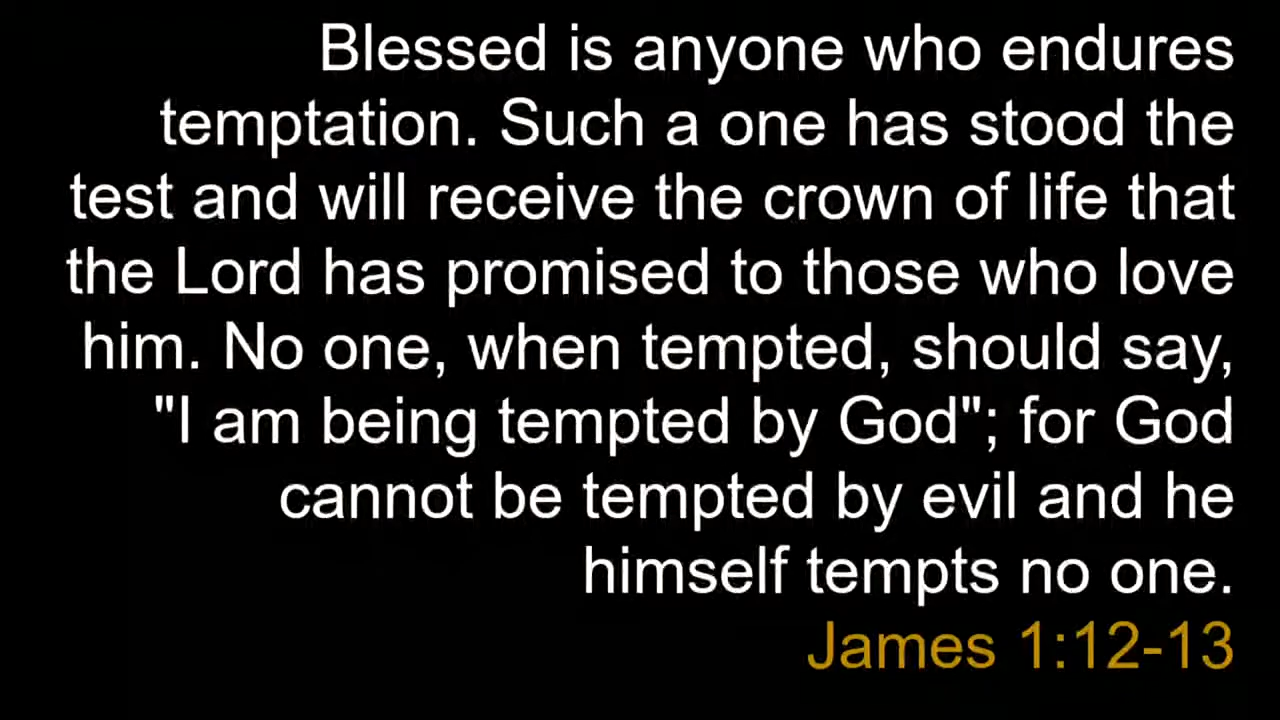 Blessed is anyone who endures
temptation. Such a one has stood the
test and will receive the crown of life that
the Lord has promised to those who love
him. No one, when tempted, should say,
"I am being tempted by God"; for God
cannot be tempted by evil and he
himself tempts no one.
James 1:12-13